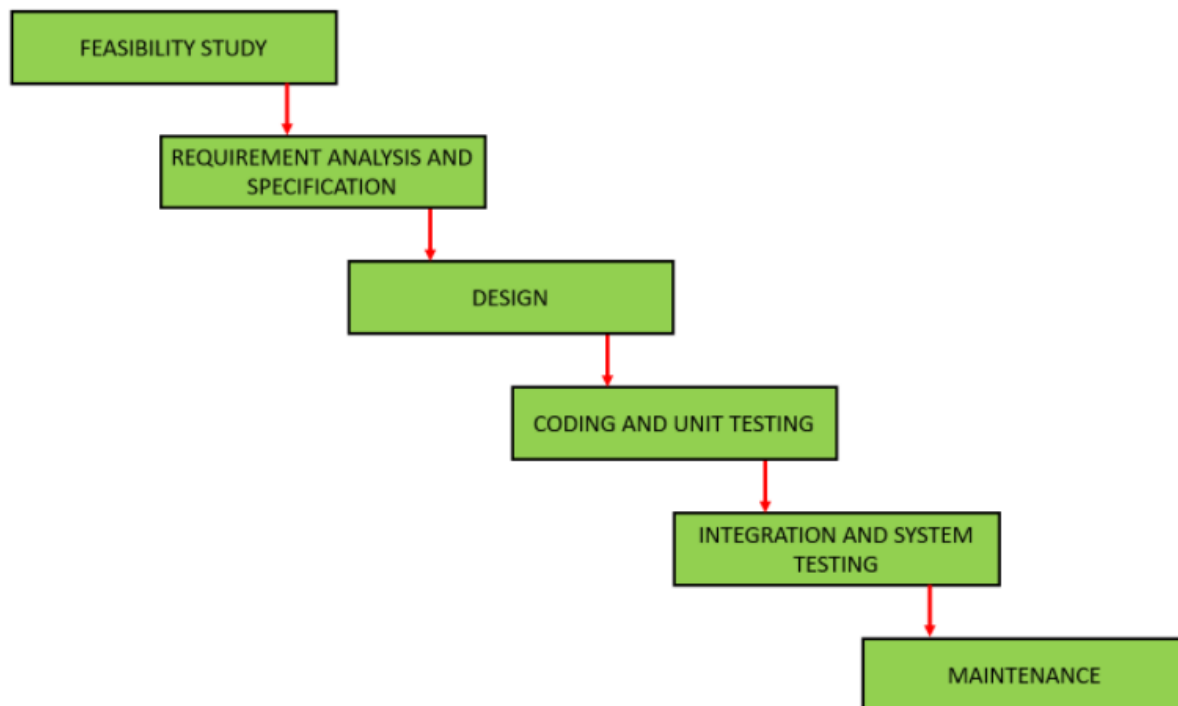 FEASIBILITY STUDY
REQUIREMENT ANALYSIS AND
SPECIFICATION
DESIGN
CODING AND UNIT TESTING
INTEGRATION AND SYSTEM
TESTING
MAINTENANCE